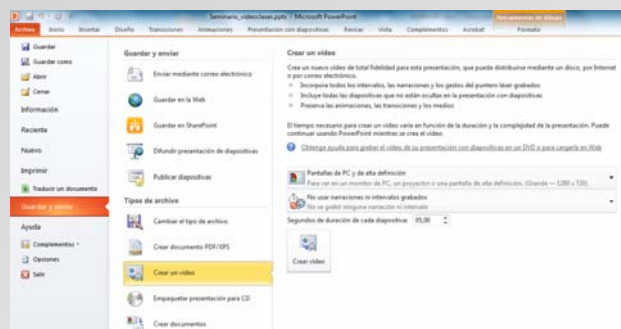 Seminario_videoclases.pptx - Microsoft PowerPoint
Herramientas de dibujo
Archivo Inicio Insertar Diseño Transiciones Animaciones Presentación con diapositivas Revisar Vista Complementos Acrobat Formato
Guardar
Guardar como
Abrir
Cerrar
Información
Reciente
Nuevo
Imprimir
Traducir un documento
Guardar y enviar
Ayuda
Complementos
Opciones
Salir
Guardar y enviar
Enviar mediante correo electrónico
Guardar en la Web
Guardar en SharePoint
Difundir presentación de diapositivas
Publicar diapositivas
Tipos de archivo
Cambiar el tipo de archivo
Crear documento PDF/XPS
Crear un vídeo
Empaquetar presentación para CD
Crear documentos
Crear un vídeo
Crea un nuevo vídeo de total fidelidad para esta presentación, que pueda distribuirse mediante un disco, por Internet
o por correo electrónico.
Incorpora todos los intervalos, las narraciones y los gestos del puntero láser grabados
Incluye todas las diapositivas que no están ocultas en la presentación con diapositivas
Preserva las animaciones, las transiciones y los medios
El tiempo necesario para crear un vídeo varía en función de la duración y la complejidad de la presentación. Puede
continuar usando PowerPoint mientras se crea el vídeo.
Obtenga ayuda para grabar el vídeo de su presentación con diapositivas en un DVD o para cargarla en Web
Pantallas de PC y de alta definición
Para ver en un monitor de PC, un proyector o una pantalla de alta definición. (Grande — 1280 x 720)
No usar narraciones ni intervalos grabados
No se grabó ninguna narración ni intervalo
Segundos de duración de cada diapositiva: 05,00
Crear vídeo